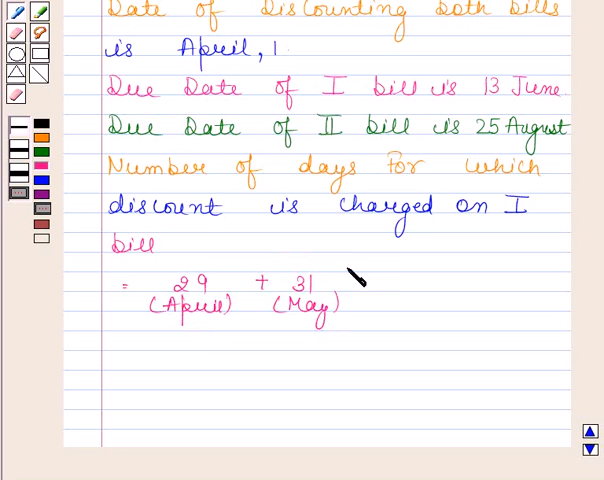 Date of Discounting both bills
is April, 1
Due Date of I bill is 13 June
Due Date of II bill is 25 August
Number of days for which
discount is charged on I
bill
= 29 + 31
(April) (May)